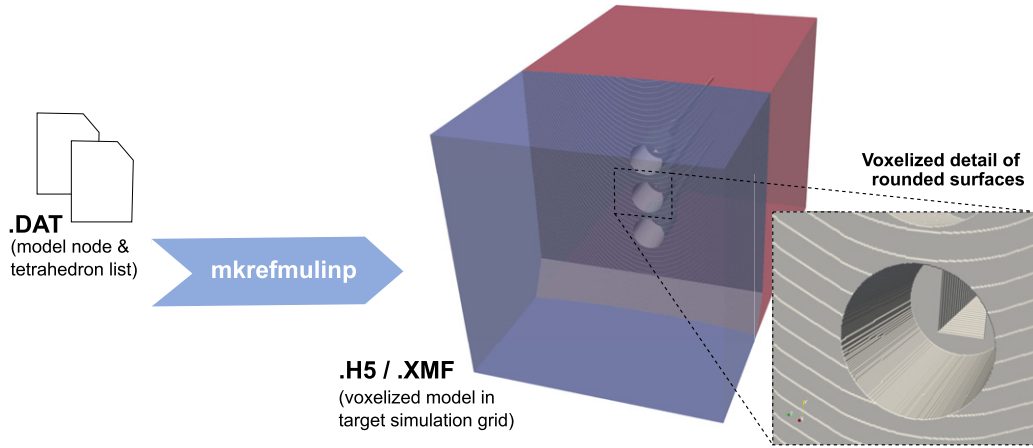 .DAT
(model node &
tetrahedron list)
mkrefmulinp
.H5 / .XMF
(voxelized model in
target simulation grid)
Voxelized detail of
rounded surfaces